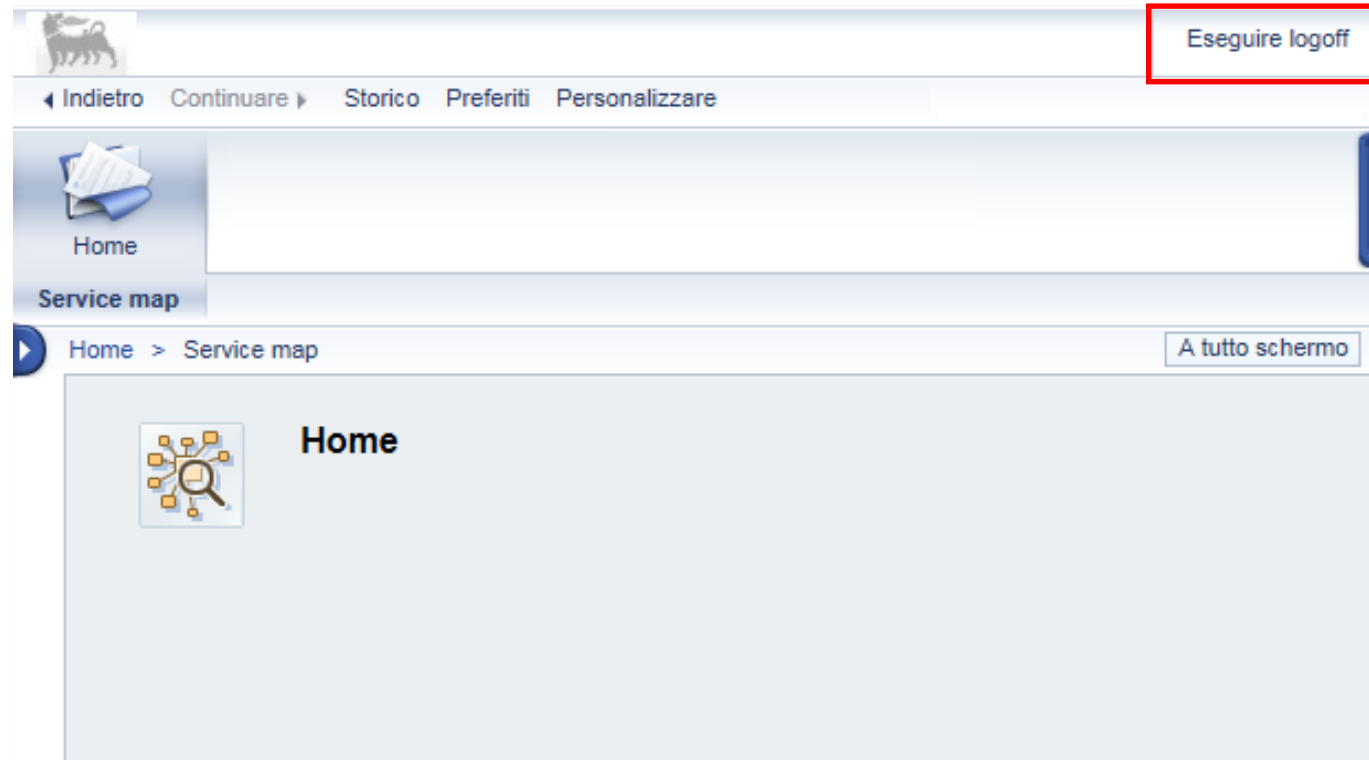 Eseguire logoff
Indietro Continuare Storico Preferiti Personalizzare
Home
Service map
Home > Service map
A tutto schermo
Home